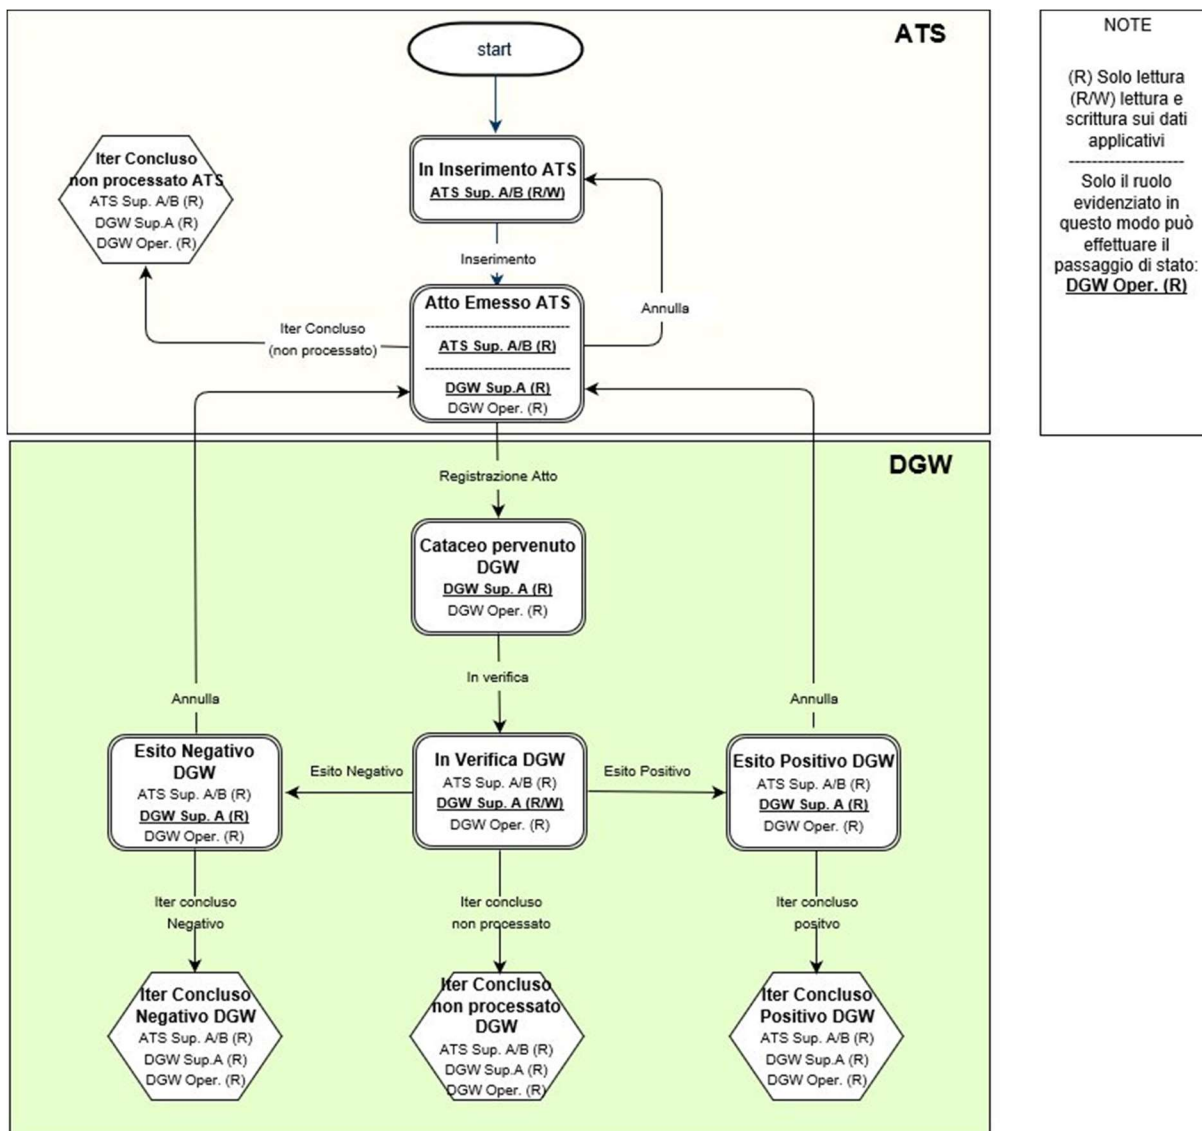 ATS
start
In Inserimento ATS
ATS Sup. A/B (R/W)
Iter Concluso
non processato ATS
ATS Sup. A/B (R)
DGW Sup.A (R)
DGW Oper. (R)
Inserimento
Atto Emesso ATS
------------------------
ATS Sup. A/B (R)
------------------------
DGW Sup.A (R)
DGW Oper. (R)
Iter Concluso
(non processato)
Annulla
NOTE
(R) Solo lettura
(R/W) lettura e
scrittura sui dati
applicativi
---------------------
Solo il ruolo
evidenziato in
questo modo può
effettuare il
passaggio di stato:
DGW Oper. (R)
DGW
Registrazione Atto
Cataceo pervenuto
DGW
DGW Sup. A (R)
DGW Oper. (R)
In verifica
Annulla
Annulla
Esito Negativo
DGW
ATS Sup. A/B (R)
DGW Sup. A (R)
DGW Oper. (R)
Esito Negativo
In Verifica DGW
ATS Sup. A/B (R)
DGW Sup. A (R/W)
DGW Oper. (R)
Esito Positivo
Esito Positivo DGW
ATS Sup. A/B (R)
DGW Sup. A (R)
DGW Oper. (R)
Iter concluso
Negativo
Iter concluso
non processato
Iter concluso
positvo
Iter Concluso
Negativo DGW
ATS Sup. A/B (R)
DGW Sup.A (R)
DGW Oper. (R)
Iter Concluso
non processato
DGW
ATS Sup. A/B (R)
DGW Sup.A (R)
DGW Oper. (R)
Iter Concluso
Positivo DGW
ATS Sup. A/B (R)
DGW Sup.A (R)
DGW Oper. (R)